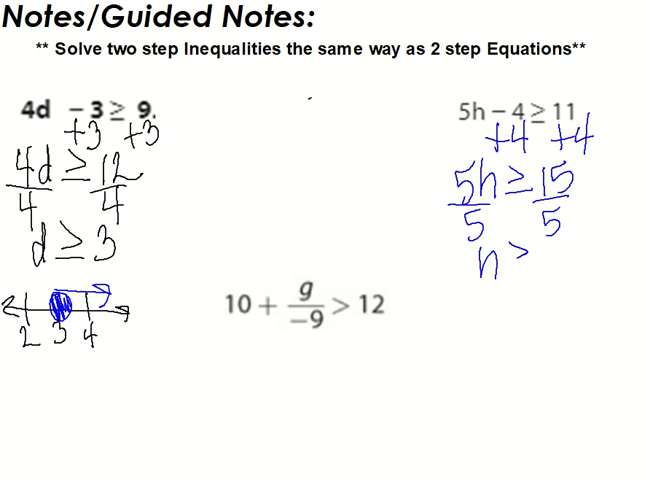 Notes/Guided Notes:
** Solve two step Inequalities the same way as 2 step Equations**
4d - 3 ≥ 9.
+3 +3
4d ≥ 12
4 4
d ≥ 3
2 3 4
10 + g/-9 > 12
5h - 4 ≥ 11
+4 +4
5h ≥ 15
5 5
h >